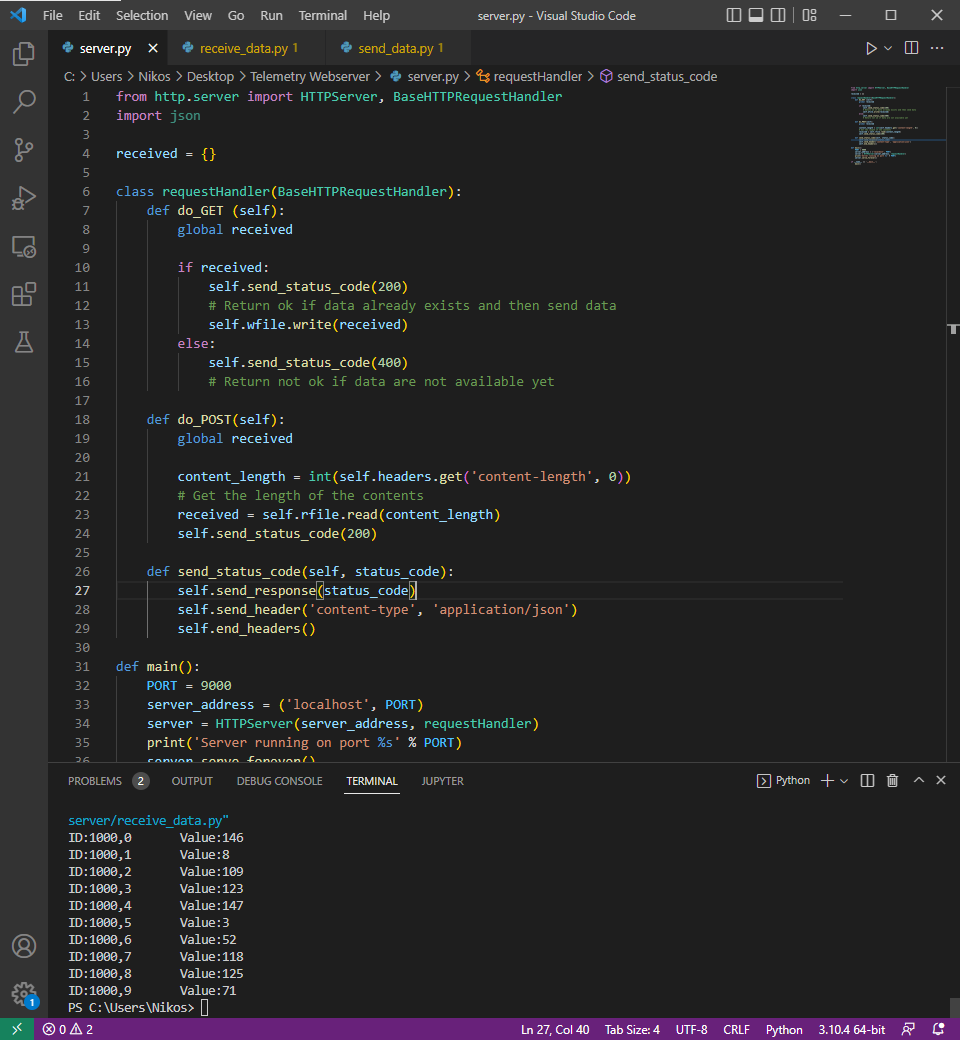 File Edit Selection View Go Run Terminal Help server.py - Visual Studio Code
server.py receive_data.py 1 send_data.py 1
C: > Users > Nikos > Desktop > Telemetry Webserver > server.py > requestHandler > send_status_code
1 from http.server import HTTPServer, BaseHTTPRequestHandler
2 import json
3
4 received = {}
5
6 class requestHandler(BaseHTTPRequestHandler):
7 def do_GET (self):
8 global received
9
10 if received:
11 self.send_status_code(200)
12 # Return ok if data already exists and then send data
13 self.wfile.write(received)
14 else:
15 self.send_status_code(400)
16 # Return not ok if data are not available yet
17
18 def do_POST(self):
19 global received
20
21 content_length = int(self.headers.get('content-length', 0))
22 # Get the length of the contents
23 received = self.rfile.read(content_length)
24 self.send_status_code(200)
25
26 def send_status_code(self, status_code):
27 self.send_response(status_code)
28 self.send_header('content-type', 'application/json')
29 self.end_headers()
30
31 def main():
32 PORT = 9000
33 server_address = ('localhost', PORT)
34 server = HTTPServer(server_address, requestHandler)
35 print('Server running on port %s' % PORT)
36 server.serve_forever()
PROBLEMS 2 OUTPUT DEBUG CONSOLE TERMINAL JUPYTER Python
server/receive_data.py"
ID:1000,0 Value:146
ID:1000,1 Value:8
ID:1000,2 Value:109
ID:1000,3 Value:123
ID:1000,4 Value:147
ID:1000,5 Value:3
ID:1000,6 Value:52
ID:1000,7 Value:118
ID:1000,8 Value:125
ID:1000,9 Value:71
PS C:\Users\Nikos>
1
0 2 Ln 27, Col 40 Tab Size: 4 UTF-8 CRLF Python 3.10.4 64-bit